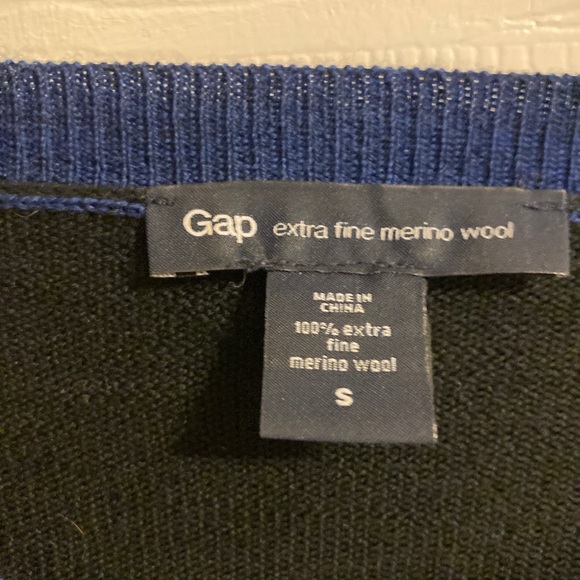 Gap extra fine merino wool
MADE IN
CHINA
100% extra
fine
merino wool
S